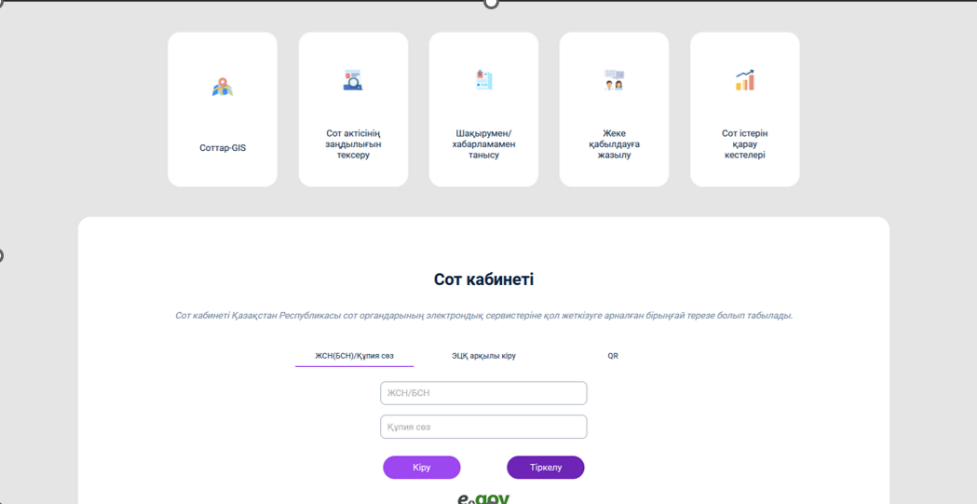 Соттар-GIS
Сот актісінің
заңдылығын
тексеру
Шақырумен/
хабарламамен
танысу
Жеке
қабылдауға
жазылу
Сот істерін
қарау
кестелері
Сот кабинеті
Сот кабинеті Қазақстан Республикасы сот органдарының электрондық сервистеріне қол жеткізуге арналған бірыңғай терезе болып табылады.
ЖСН(БСН)/Құпия сөз
ЭЦҚ арқылы кіру
QR
ЖСН/БСН
Құпия сөз
Кіру
Тіркелу
egov